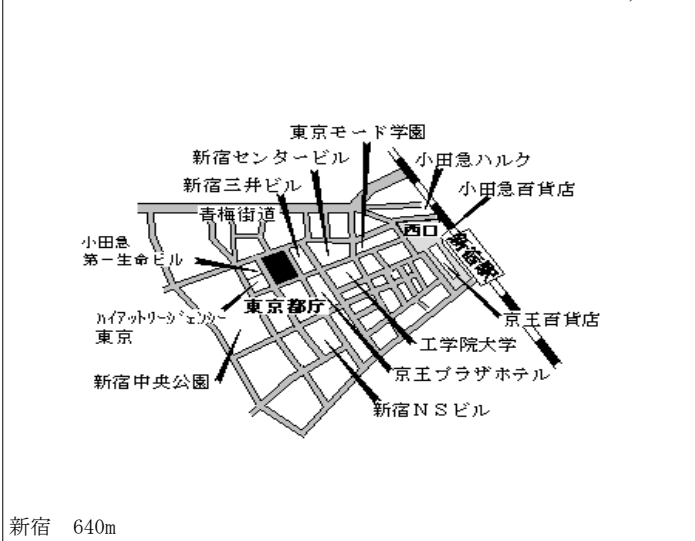 東京モード学園
新宿センタービル
小田急ハルク
新宿三井ビル
小田急百貨店
青梅街道
西口
小田急
第一生命ビル
新宿駅
東京都庁
ハイアットリージェンシー
東京
京王百貨店
工学院大学
京王プラザホテル
新宿中央公園
新宿NSビル
新宿 640m